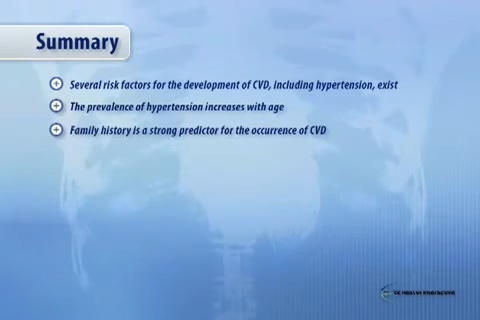 Summary
Several risk factors for the development of CVD, including hypertension, exist
The prevalence of hypertension increases with age
Family history is a strong predictor for the occurrence of CVD